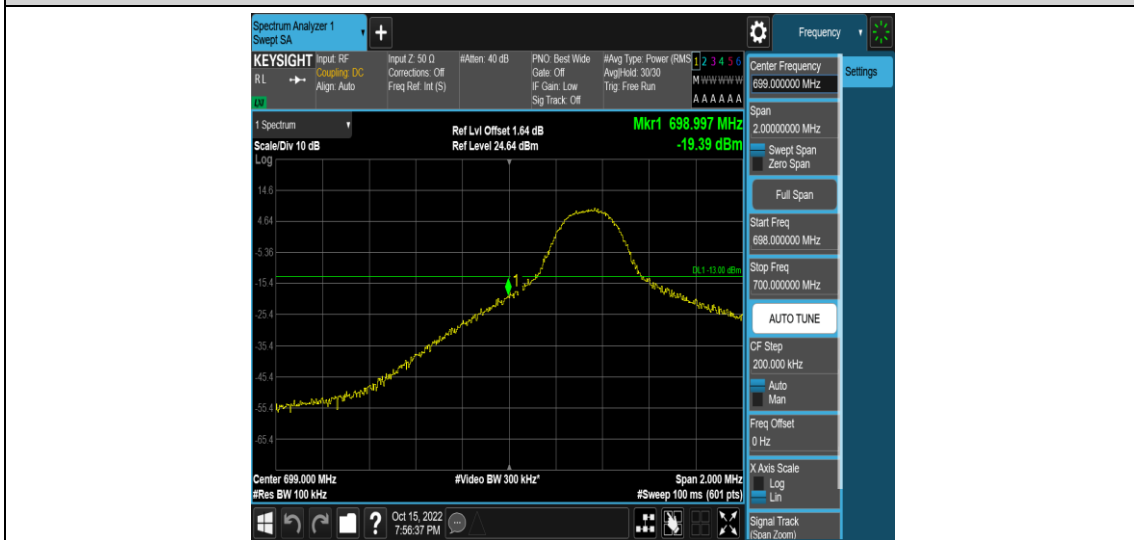 Spectrum Analyzer 1
Swept SA
+
Frequency
KEYSIGHT
RL
Input: RF
Coupling: DC
Align: Auto
Input Z: 50 Ω
Corrections: Off
Freq Ref: Int (S)
#Atten: 40 dB
PNO: Best Wide
Gate: Off
IF Gain: Low
Sig Track: Off
#Avg Type: Power (RMS
Avg|Hold: 30/30
Trig: Free Run
1 2 3 4 5 6
M W W W W W
A A A A A A
Center Frequency
699.000000 MHz
Settings
1 Spectrum
Scale/Div 10 dB
Ref Lvl Offset 1.64 dB
Ref Level 24.64 dBm
Mkr1 698.997 MHz
-19.39 dBm
Log
14.6
4.64
-5.36
-15.4
-25.4
-35.4
-45.4
-55.4
-65.4
DL1 -13.00 dBm
1
Center 699.000 MHz
#Res BW 100 kHz
#Video BW 300 kHz*
Span 2.000 MHz
#Sweep 100 ms (601 pts)
Span
2.00000000 MHz
Swept Span
Zero Span
Full Span
Start Freq
698.000000 MHz
Stop Freq
700.000000 MHz
AUTO TUNE
CF Step
200.000 kHz
Auto
Man
Freq Offset
0 Hz
X Axis Scale
Log
Lin
Signal Track
(Span Zoom)
?
Oct 15, 2022
7:56:37 PM